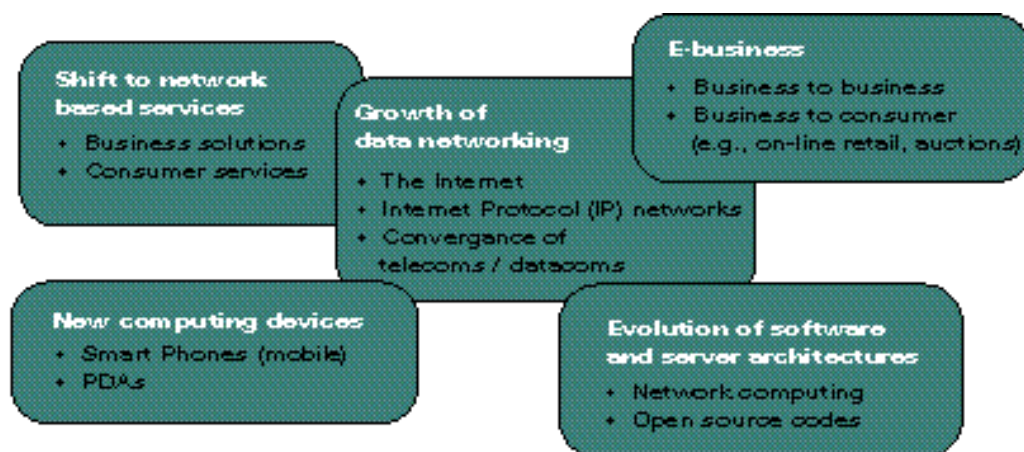 Shift to network
based services
+ Business solutions
+ Consumer services
Growth of
data networking
+ The Internet
+ Internet Protocol (IP) networks
+ Convergance of
telecoms / datacoms
E-business
+ Business to business
+ Business to consumer
(e.g., on-line retail, auctions)
New computing devices
+ Smart Phones (mobile)
+ PDAs
Evolution of software
and server architectures
+ Network computing
+ Open source codes